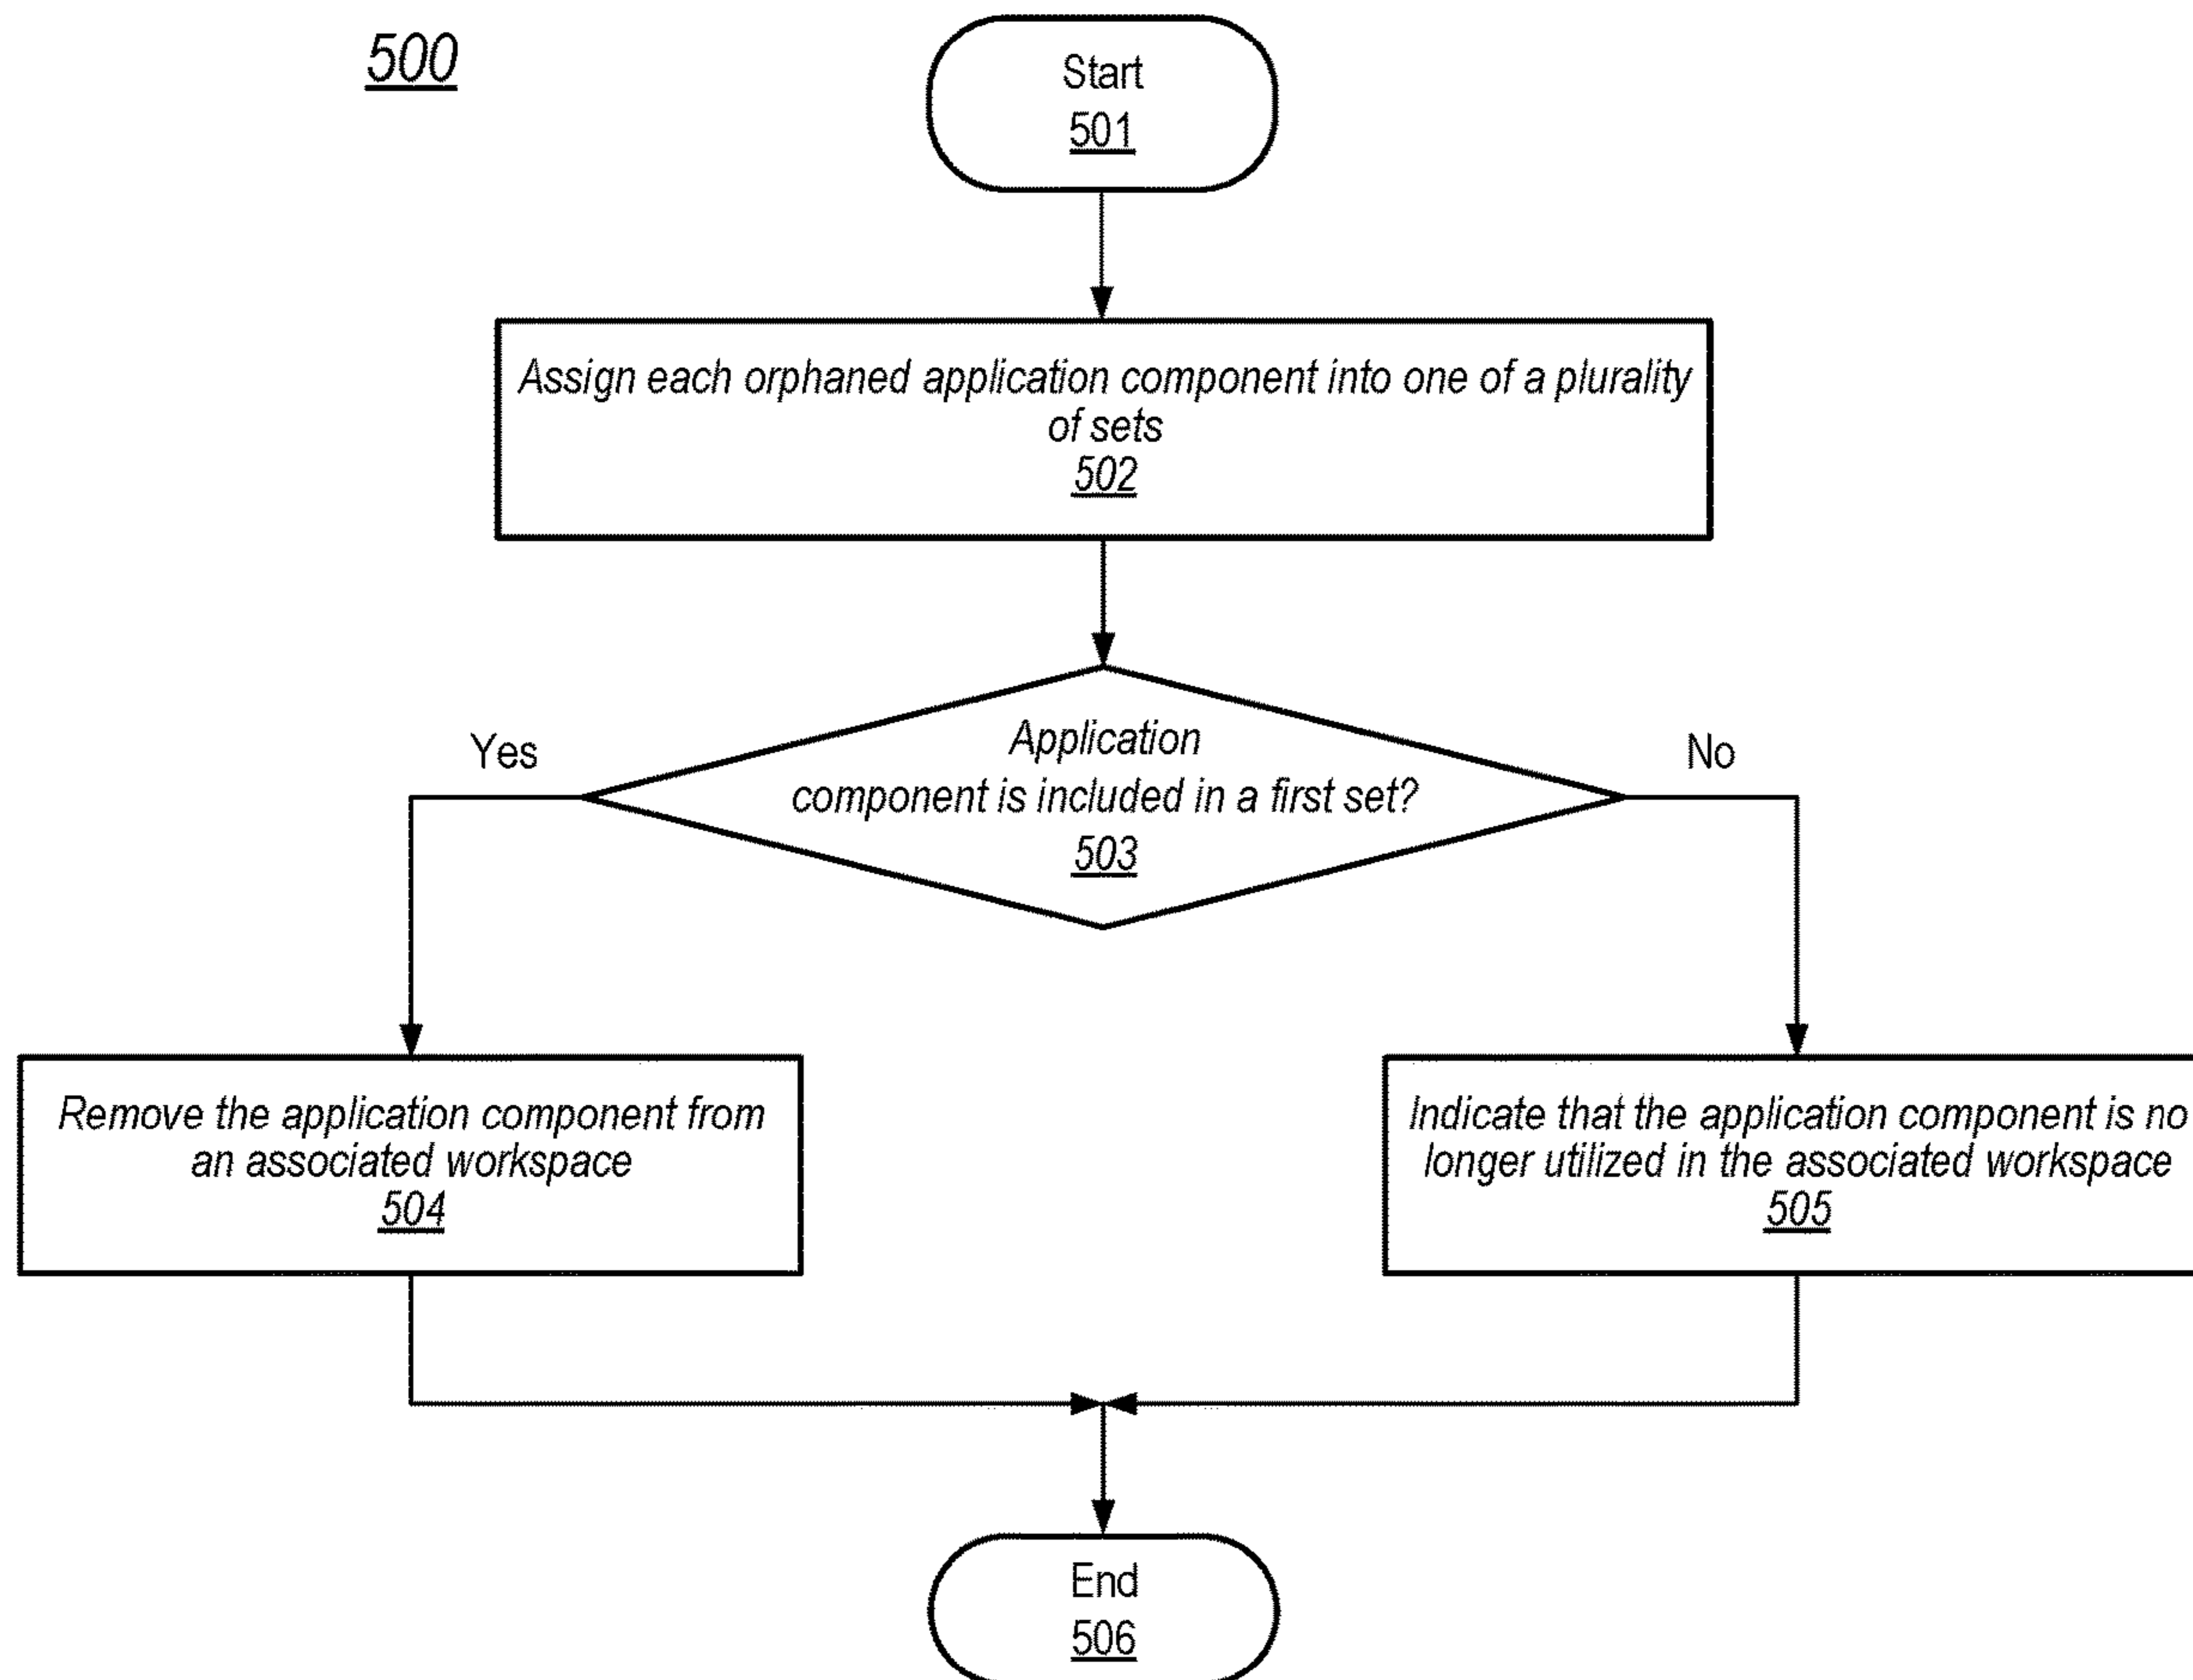 500
Start
501
Assign each orphaned application component into one of a plurality
of sets
502
Application
component is included in a first set?
503
Yes
No
Remove the application component from
an associated workspace
504
Indicate that the application component is no
longer utilized in the associated workspace
505
End
506